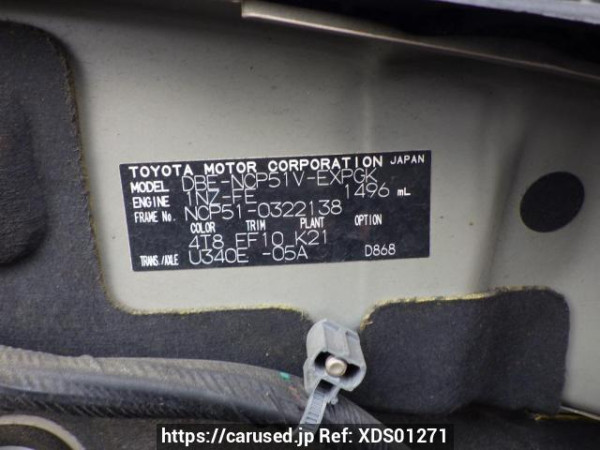 TOYOTA MOTOR CORPORATION JAPAN
MODEL DBE-NCP51V-EXPGK
ENGINE 1NZ-FE 1496 mL
FRAME No. NCP51-0322138
COLOR TRIM PLANT OPTION
4T8 EF10 K21
TRANS./AXLE U340E -05A D868
https://carused.jp Ref: XDS01271